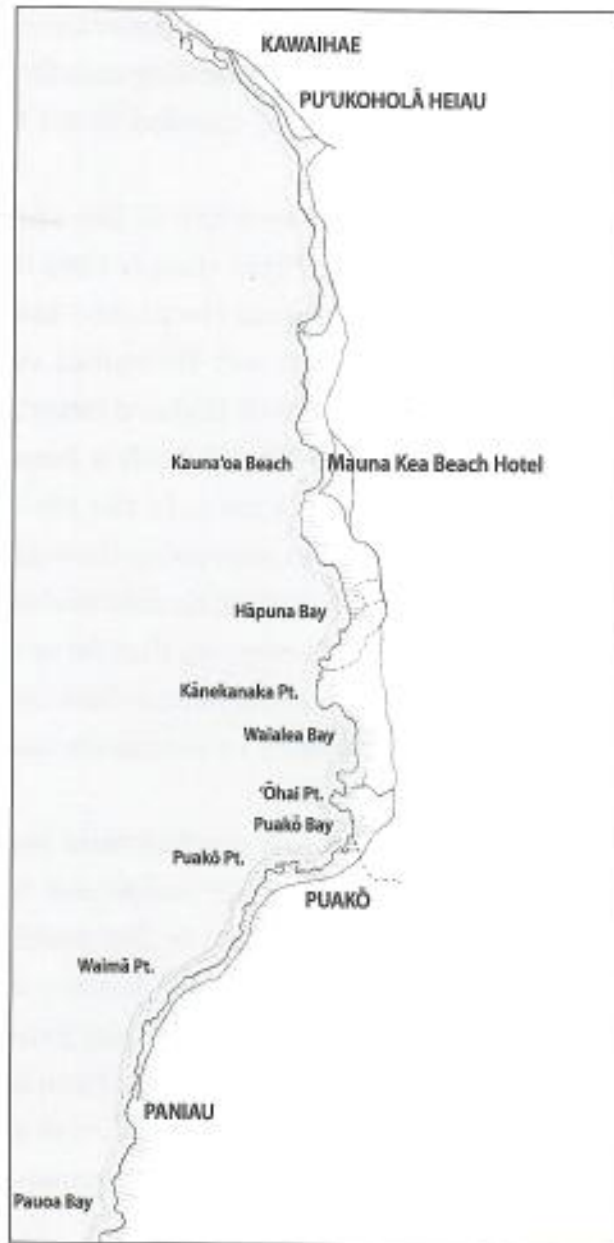 KAWAIHAE
PU'UKOHOLĀ HEIAU
Kauna'oa Beach
Mauna Kea Beach Hotel
Hāpuna Bay
Kānekanaka Pt.
Waialea Bay
'Ōhai Pt.
Puakō Bay
Puakō Pt.
PUAKŌ
Waimā Pt.
PANIAU
Pauoa Bay